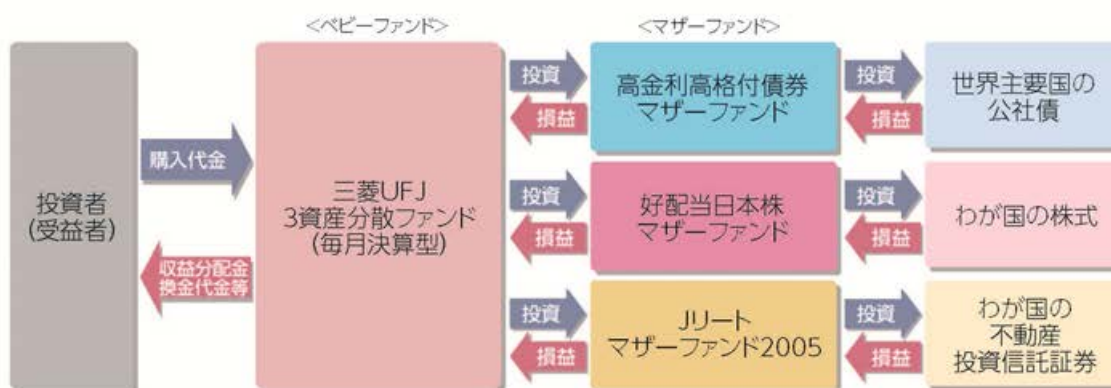 ＜ベビーファンド＞
＜マザーファンド＞
投資者
(受益者)
購入代金
収益分配金
換金代金等
三菱UFJ
3資産分散ファンド
(毎月決算型)
投資
損益
高金利高格付債券
マザーファンド
投資
損益
世界主要国の
公社債
投資
損益
好配当日本株
マザーファンド
投資
損益
わが国の株式
投資
損益
Jリート
マザーファンド2005
投資
損益
わが国の
不動産
投資信託証券